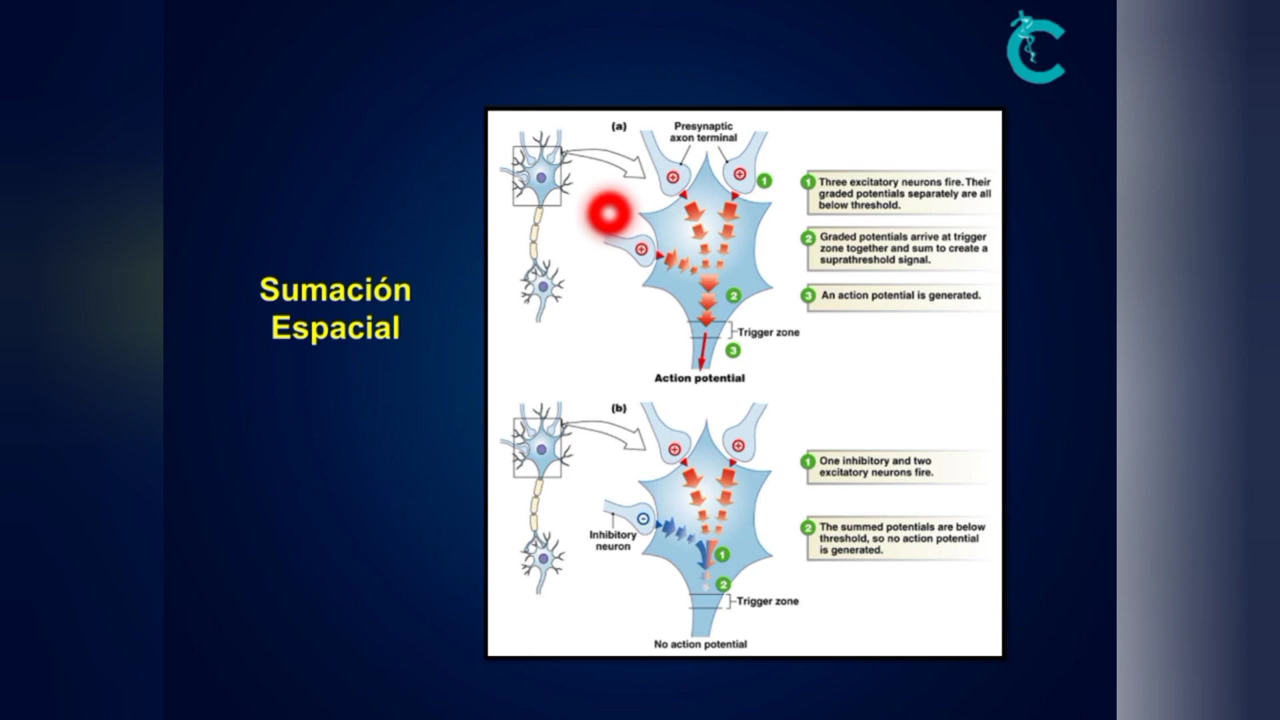 Sumación
Espacial
(a)
Presynaptic
axon terminal
1
1 Three excitatory neurons fire. Their
graded potentials separately are all
below threshold.
2 Graded potentials arrive at trigger
zone together and sum to create a
suprathreshold signal.
2
3 An action potential is generated.
Trigger zone
3
Action potential
(b)
1 One inhibitory and two
excitatory neurons fire.
Inhibitory
neuron
1
2 The summed potentials are below
threshold, so no action potential
is generated.
2
Trigger zone
No action potential